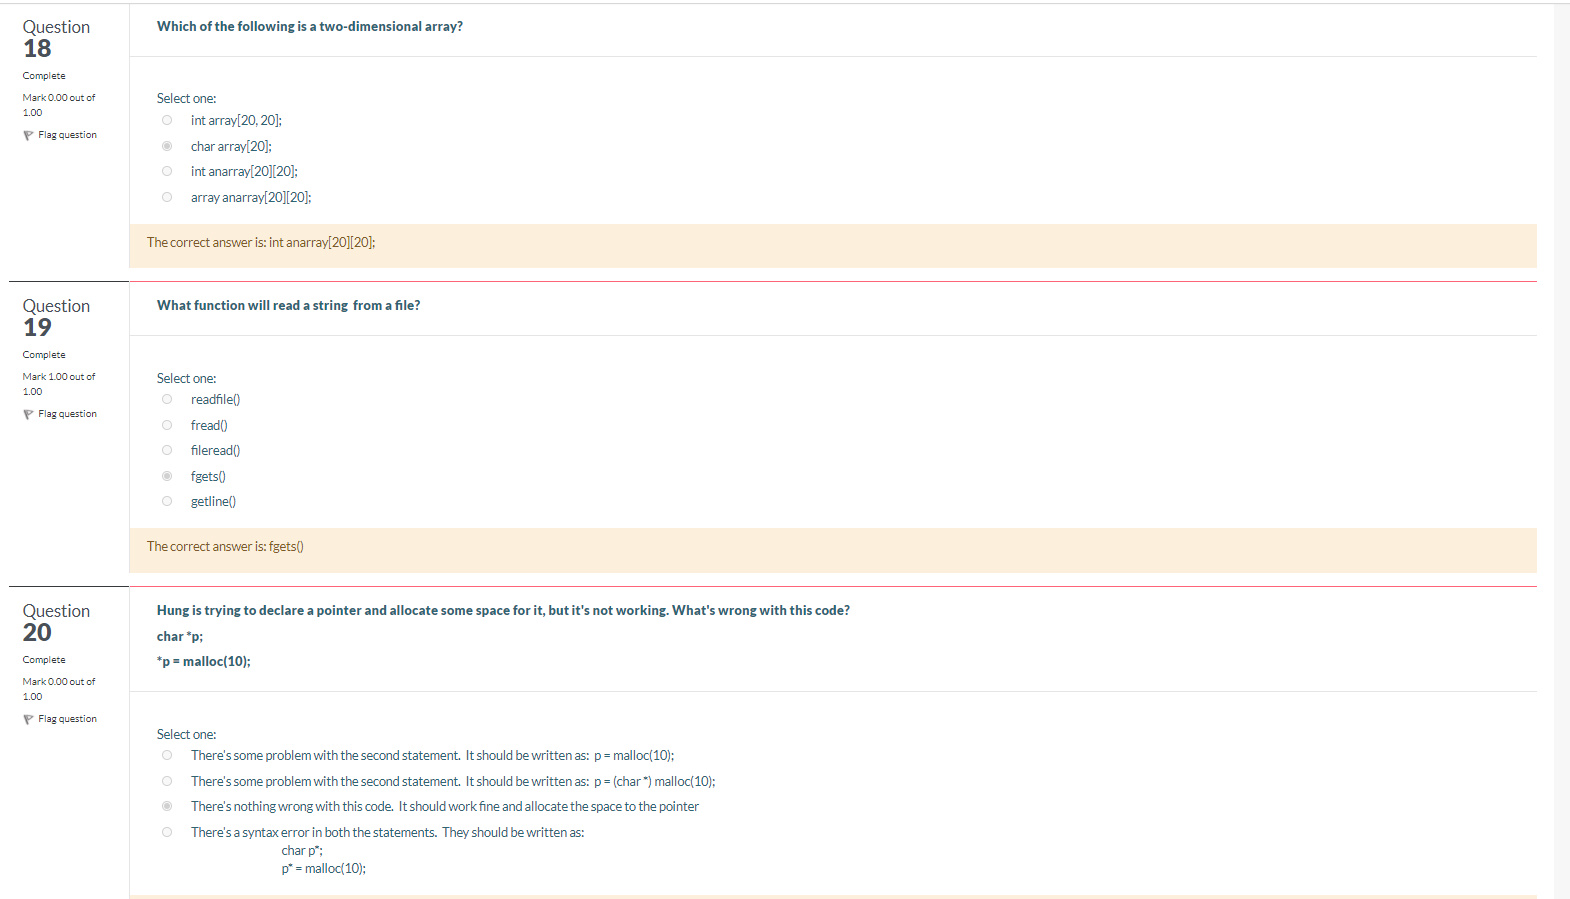 Question
18
Complete
Mark 0.00 out of
1.00
Flag question
Which of the following is a two-dimensional array?
Select one:
int array[20, 20];
char array[20];
int anarray[20][20];
array anarray[20][20];
The correct answer is: int anarray[20][20];
Question
19
Complete
Mark 1.00 out of
1.00
Flag question
What function will read a string from a file?
Select one:
readfile()
fread()
fileread()
fgets()
getline()
The correct answer is: fgets()
Question
20
Complete
Mark 0.00 out of
1.00
Flag question
Hung is trying to declare a pointer and allocate some space for it, but it's not working. What's wrong with this code?
char *p;
*p = malloc(10);
Select one:
There's some problem with the second statement. It should be written as: p = malloc(10);
There's some problem with the second statement. It should be written as: p = (char *) malloc(10);
There's nothing wrong with this code. It should work fine and allocate the space to the pointer
There's a syntax error in both the statements. They should be written as:
char p*;
p* = malloc(10);